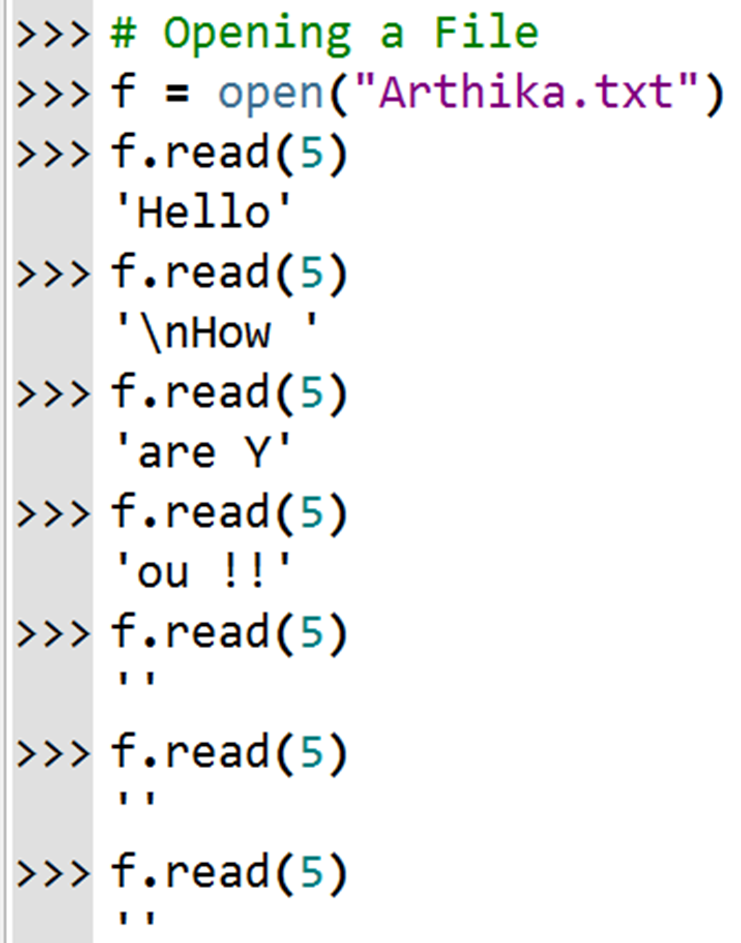 >>> # Opening a File
>>> f = open("Arthika.txt")
>>> f.read(5)
'Hello'
>>> f.read(5)
'\nHow '
>>> f.read(5)
'are Y'
>>> f.read(5)
'ou !!'
>>> f.read(5)
''
>>> f.read(5)
''
>>> f.read(5)
''